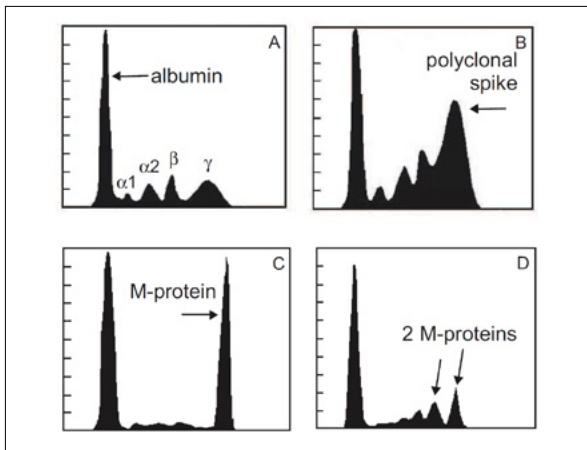 A
albumin
α1
α2
β
γ
B
polyclonal
spike
C
M-protein
D
2 M-proteins